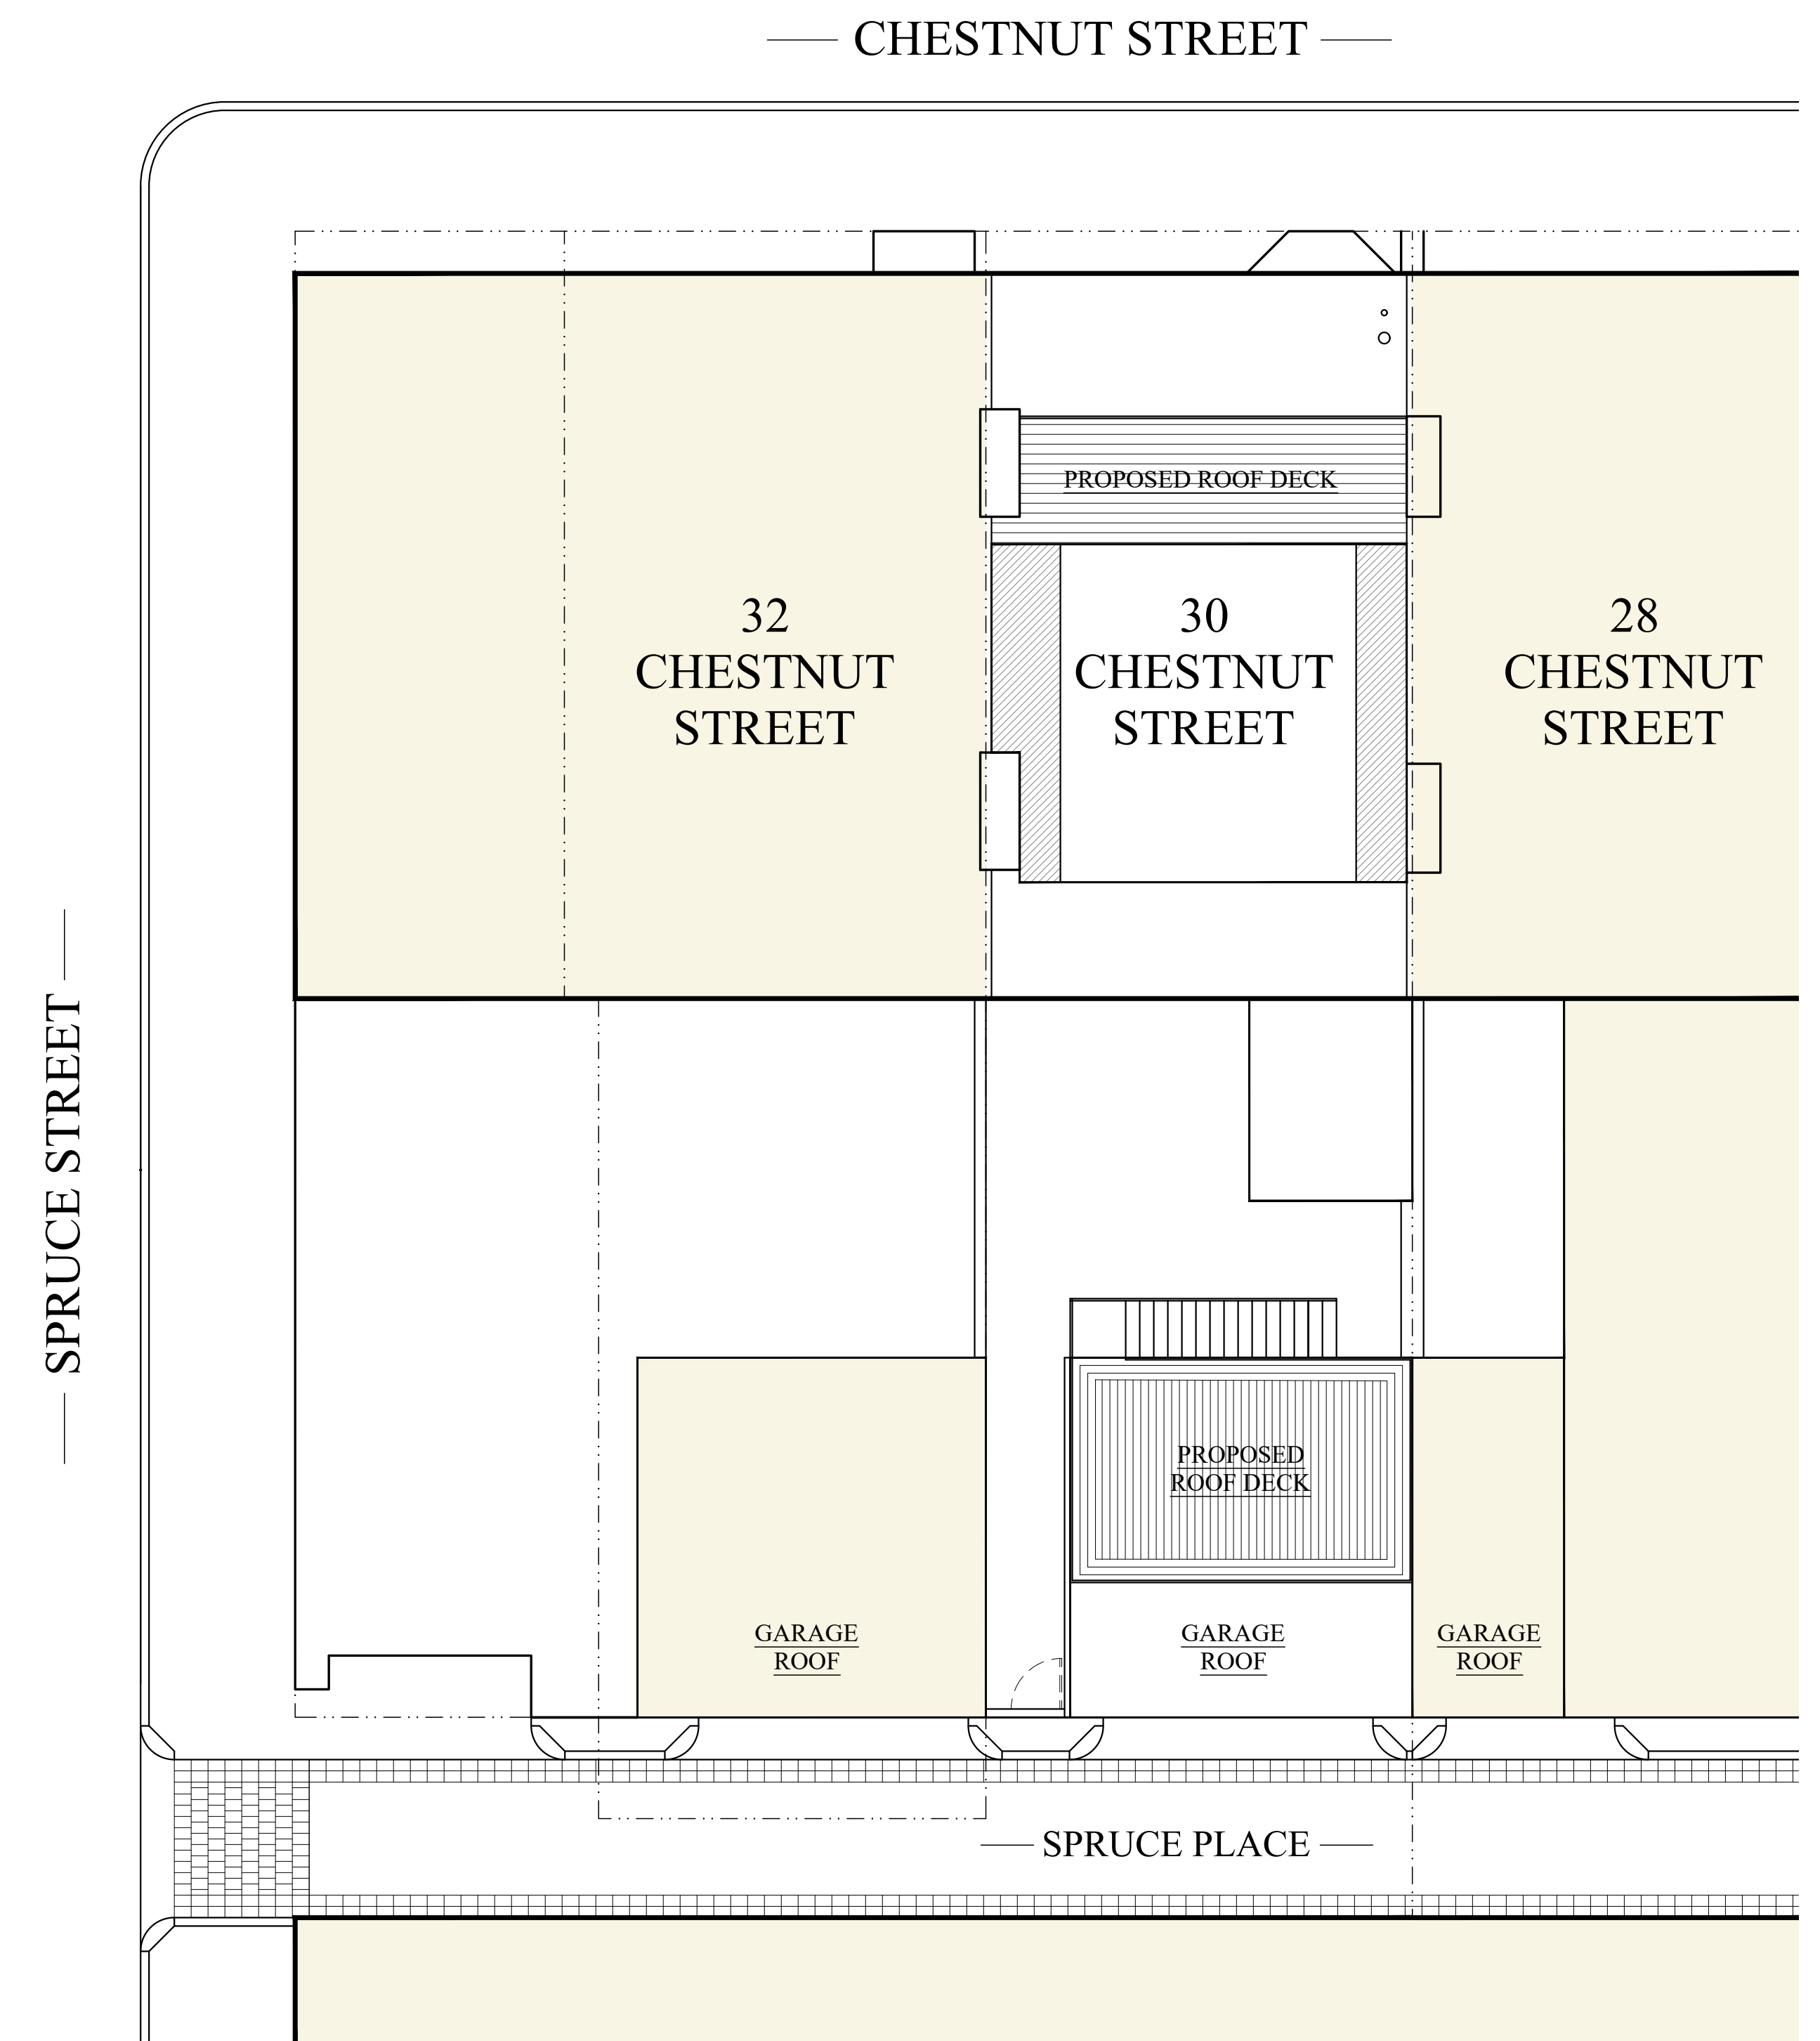 CHESTNUT STREET
PROPOSED ROOF DECK
32
CHESTNUT
STREET
30
CHESTNUT
STREET
28
CHESTNUT
STREET
SPRUCE STREET
PROPOSED
ROOF DECK
GARAGE
ROOF
GARAGE
ROOF
GARAGE
ROOF
SPRUCE PLACE